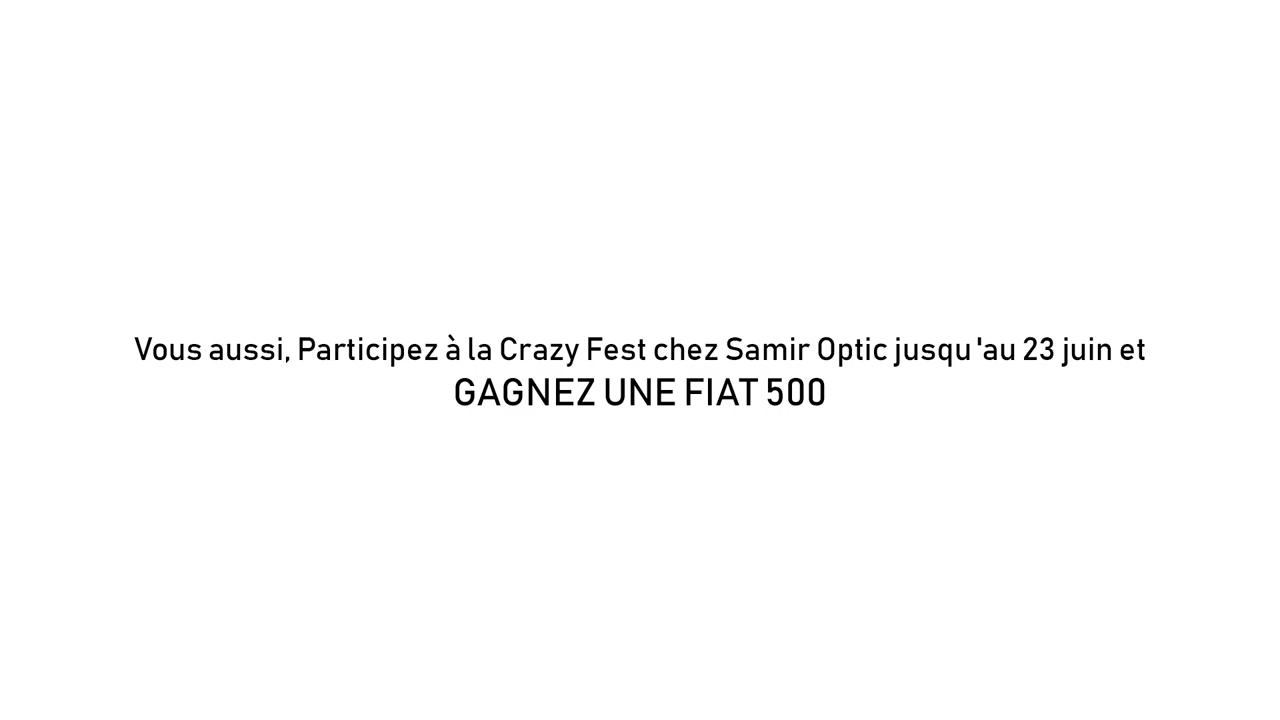 Vous aussi, Participez à la Crazy Fest chez Samir Optic jusqu'au 23 juin et
GAGNEZ UNE FIAT 500